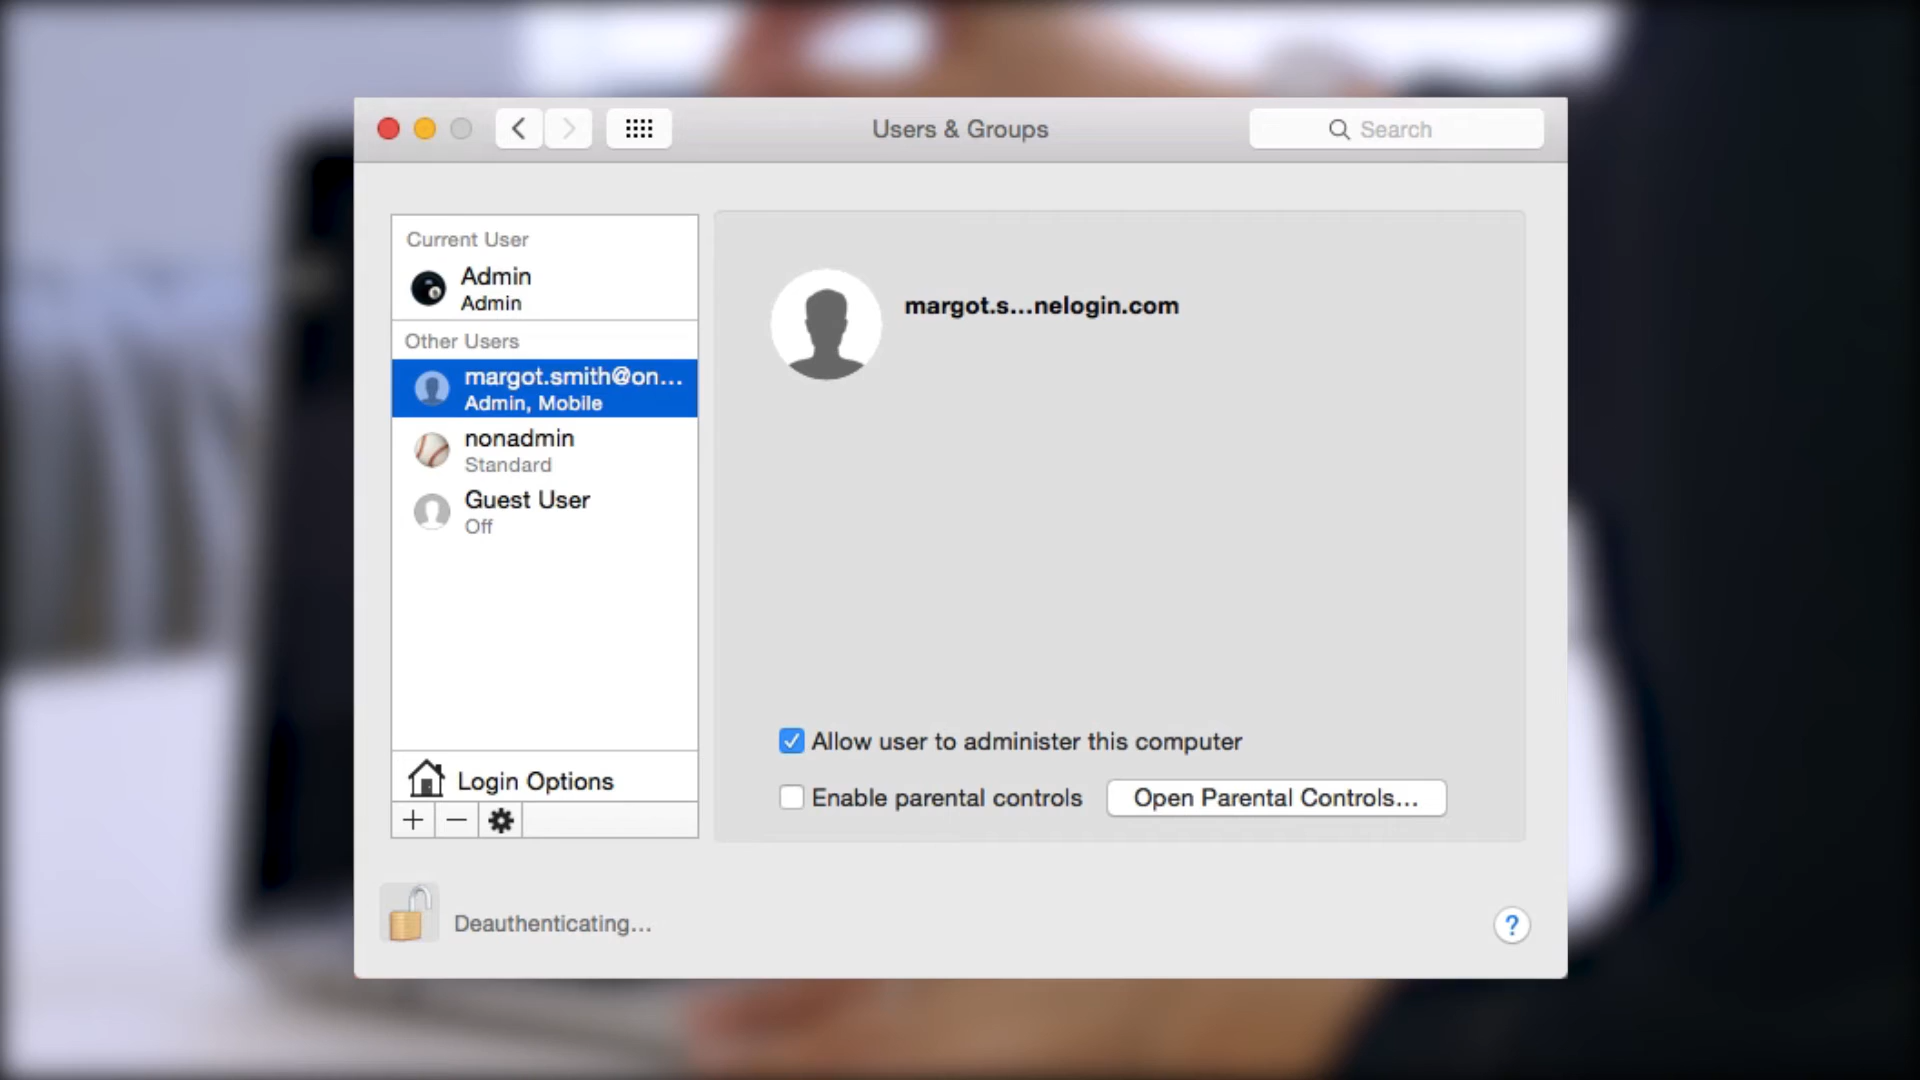 Users & Groups
Search
Current User
Admin
Admin
Other Users
margot.smith@on...
Admin, Mobile
nonadmin
Standard
Guest User
Off
Login Options
margot.s...nelogin.com
Allow user to administer this computer
Enable parental controls
Open Parental Controls...
Deauthenticating...
?